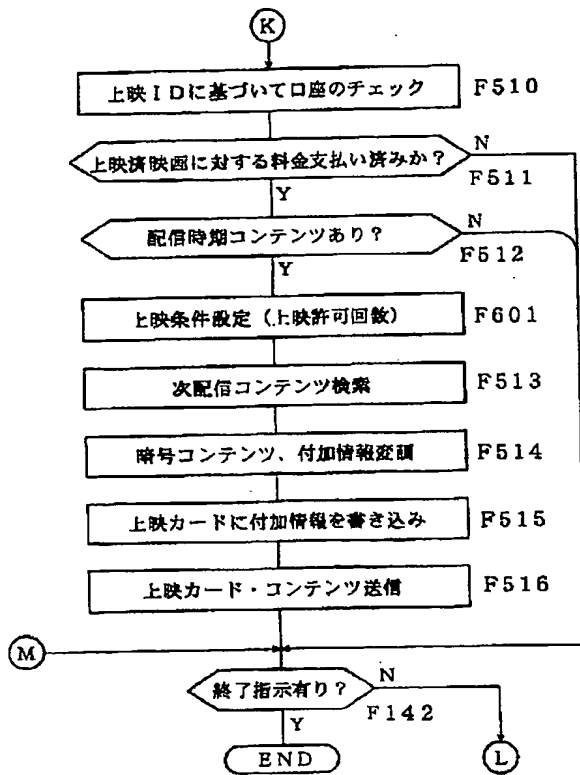 K
上映IDに基づいて口座のチェック F510
上映済映画に対する料金支払い済みか? N
F511
Y
配信時期コンテンツあり? N
F512
Y
上映条件設定(上映許可回数) F601
次配信コンテンツ検索 F513
暗号コンテンツ、付加情報変調 F514
上映カードに付加情報を書き込み F515
上映カード・コンテンツ送信 F516
M
終了指示有り? N
F142
Y
END L